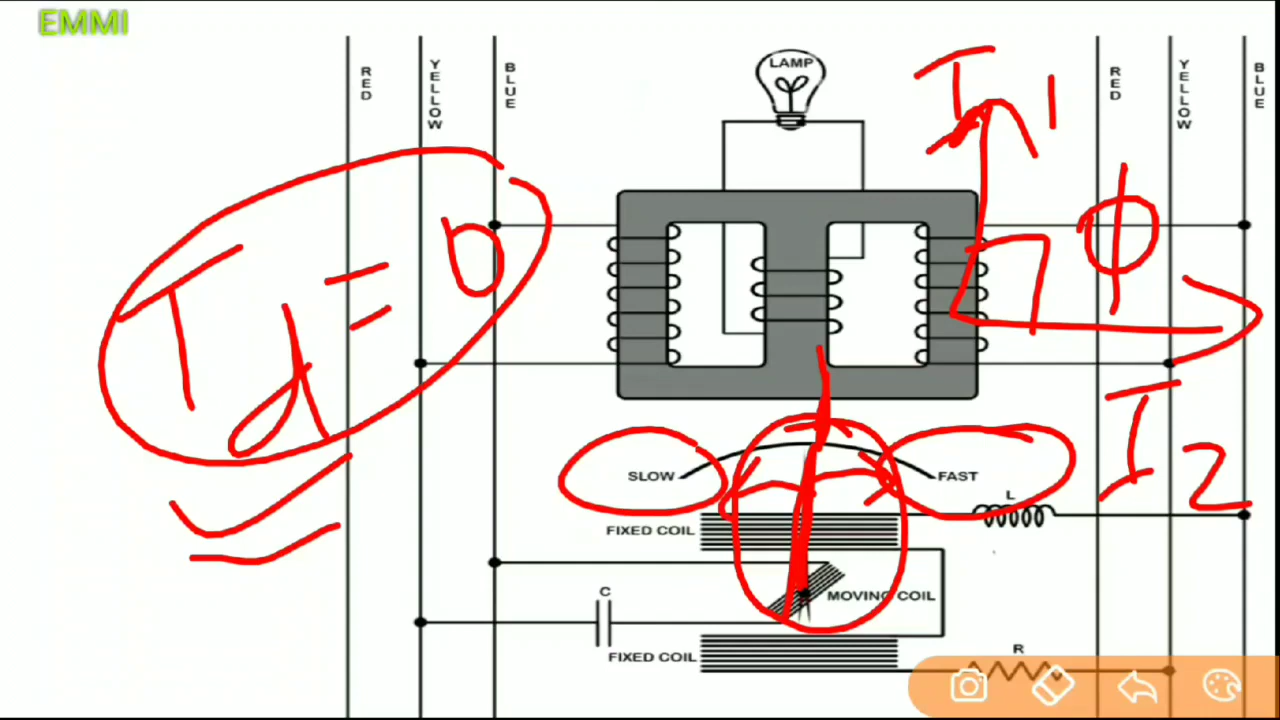 EMMI
LAMP
RED
YELLOW
BLUE
RED
YELLOW
BLUE
I1
Td = 0
ϕ
I2
SLOW
FAST
L
FIXED COIL
C
MOVING COIL
FIXED COIL
R